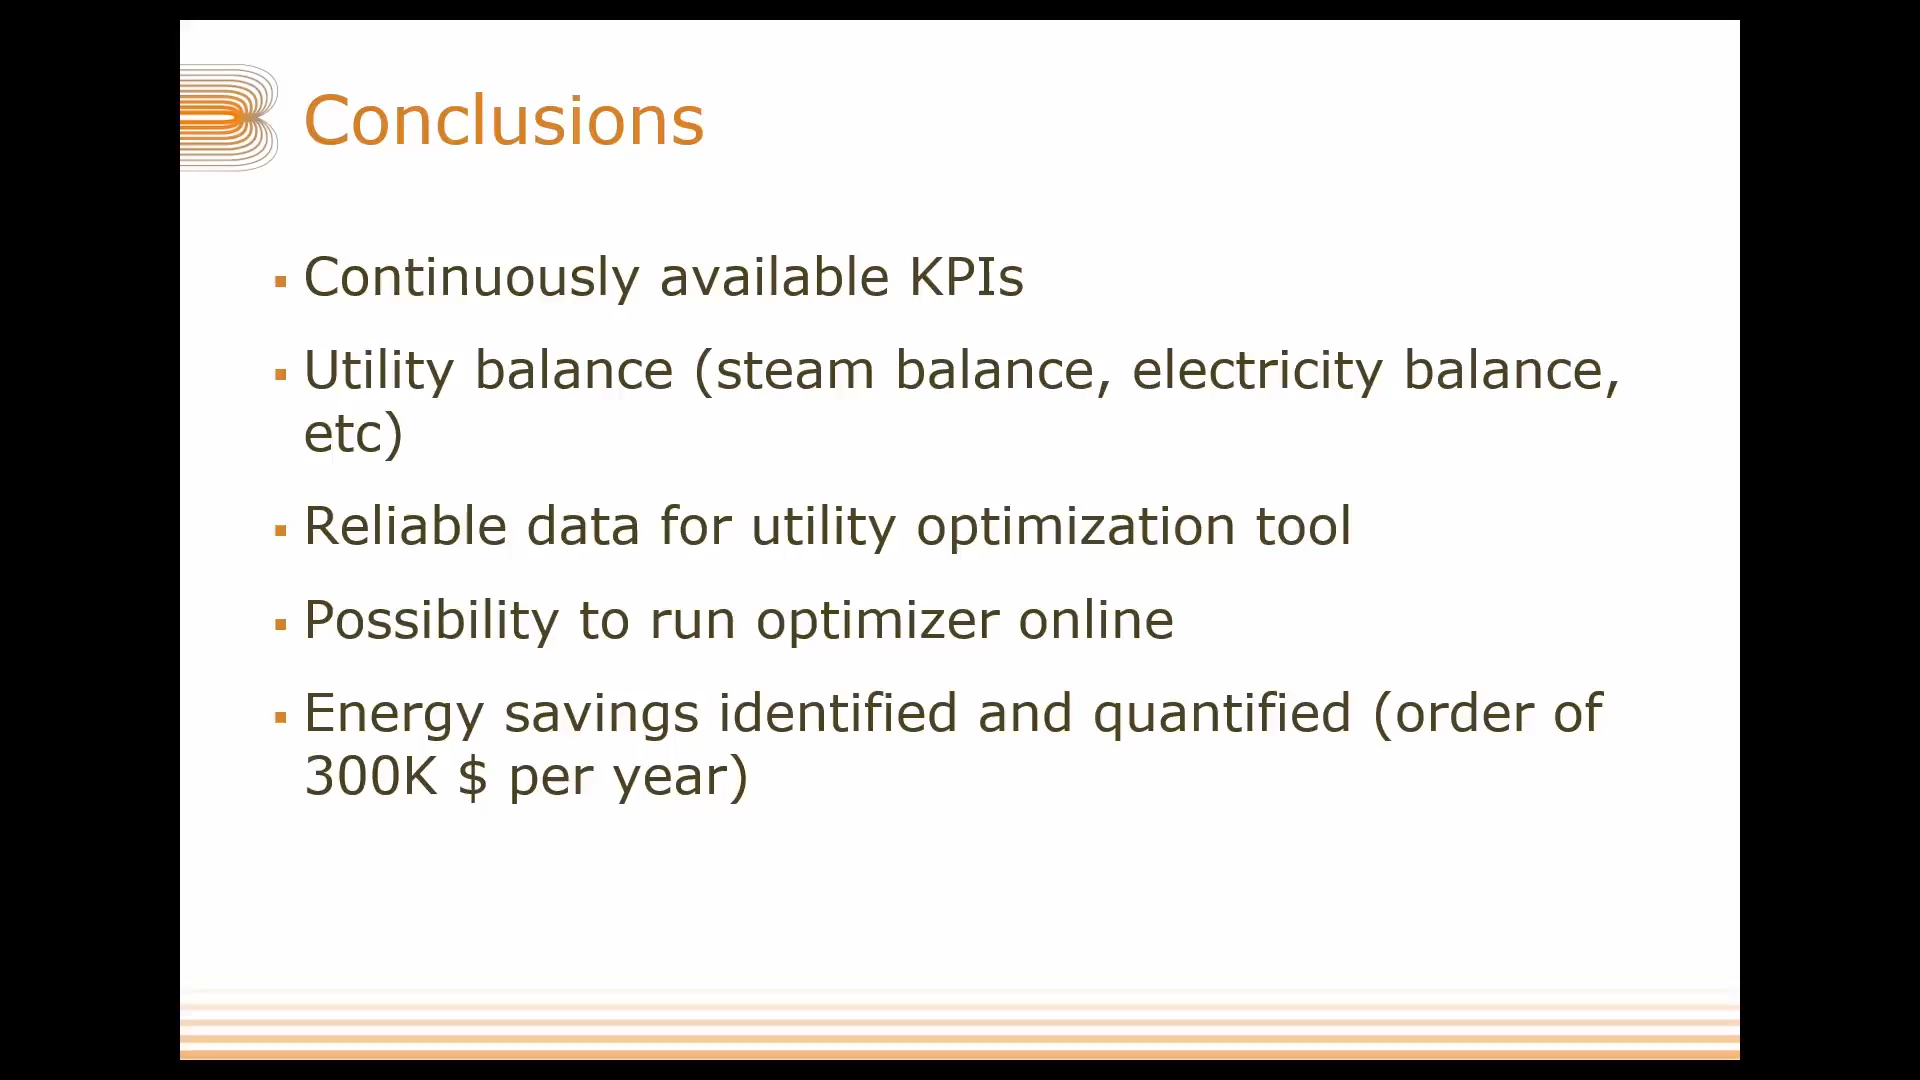 Conclusions
▪ Continuously available KPIs
▪ Utility balance (steam balance, electricity balance,
etc)
▪ Reliable data for utility optimization tool
▪ Possibility to run optimizer online
▪ Energy savings identified and quantified (order of
300K $ per year)